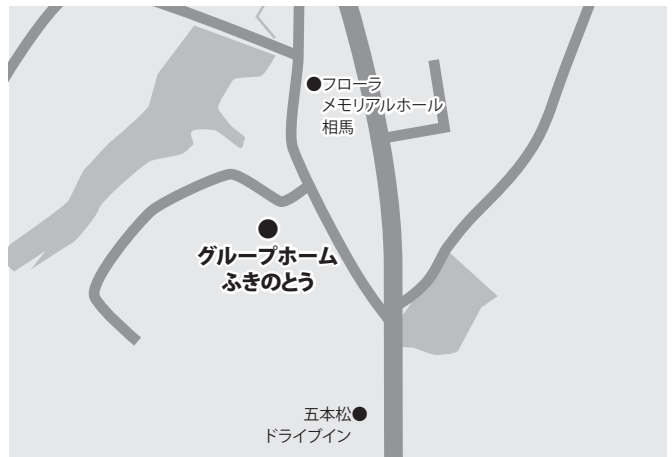 ●フローラ
メモリアルホール
相馬
グループホーム
ふきのとう
五本松●
ドライブイン